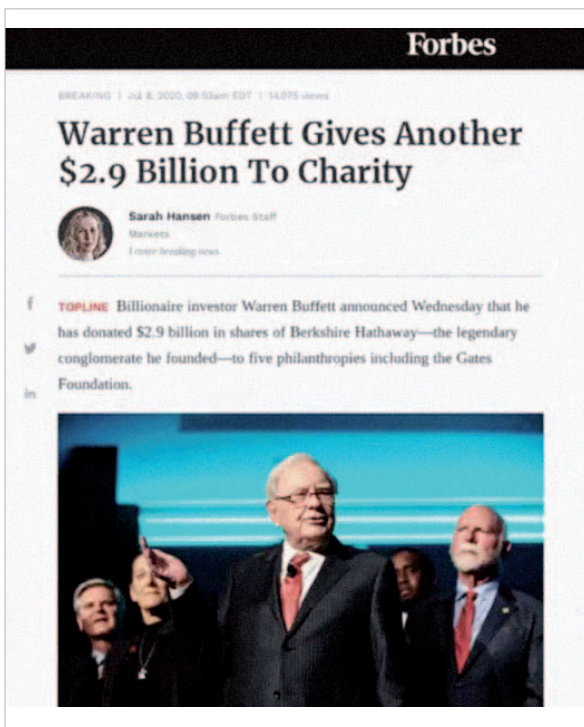 Forbes
BREAKING | Jul 8, 2020, 09:53am EDT | 14,075 views
Warren Buffett Gives Another
$2.9 Billion To Charity
Sarah Hansen Forbes Staff
Markets
I cover breaking news.
f
TOPLINE Billionaire investor Warren Buffett announced Wednesday that he
has donated $2.9 billion in shares of Berkshire Hathaway—the legendary
conglomerate he founded—to five philanthropies including the Gates
in
Foundation.